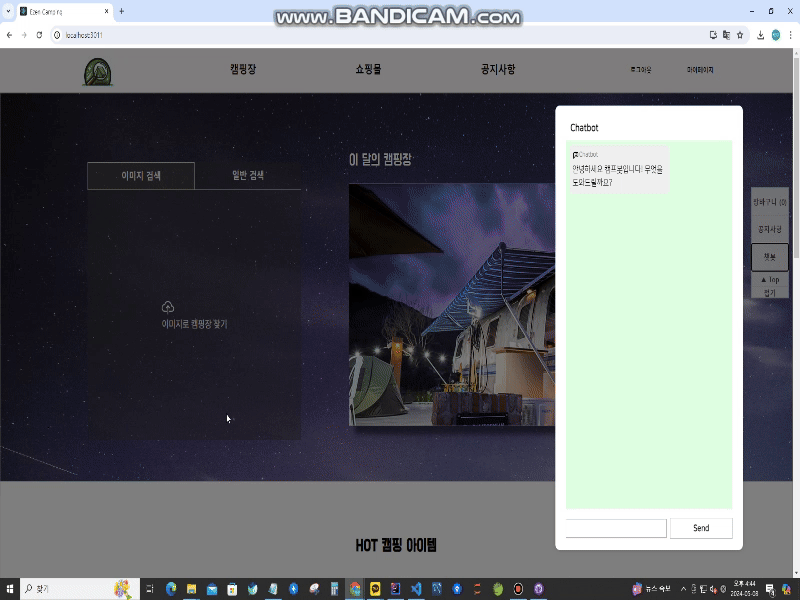 www.BANDICAM.com
Ezen Camping
localhost:3011
캠핑장
쇼핑몰
공지사항
로그아웃
마이페이지
이미지 검색
일반 검색
이 달의 캠핑장
이미지로 캠핑장 찾기
HOT 캠핑 아이템
Chatbot
Chatbot
안녕하세요 캠프봇입니다! 무엇을
도와드릴까요?
Send
장바구니 (0)
공지사항
챗봇
▲ Top
접기
찾기
뉴스 속보
오후 4:44
2024-05-08